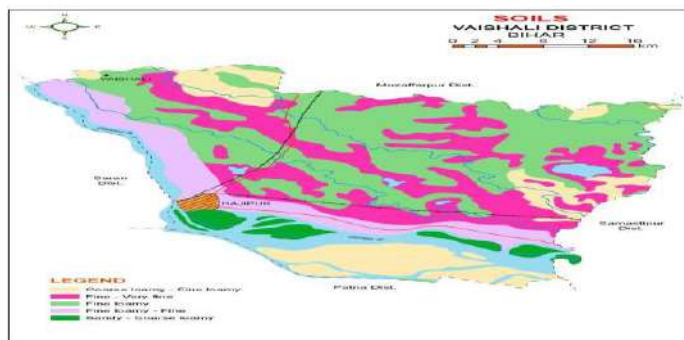 N
W E
S
SOILS
VAISHALI DISTRICT
BIHAR
0 2 4 8 12 16
km
VAISHALI
Muzaffarpur Dist.
Saran
Dist.
HAJIPUR
Samastipur
Dist.
Patna Dist.
LEGEND
Coarse loamy - Fine loamy
Fine - Very fine
Fine loamy
Fine loamy - Fine
Sandy - Coarse loamy